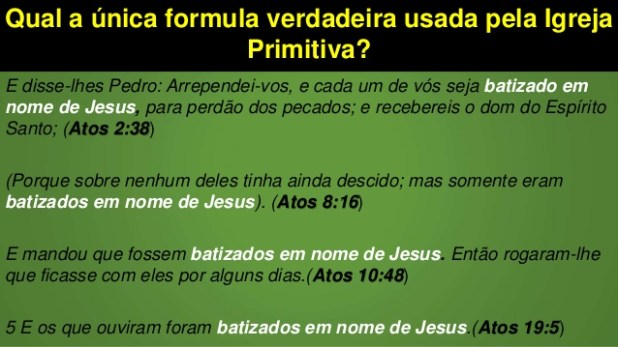 Qual a única formula verdadeira usada pela Igreja
Primitiva?
E disse-lhes Pedro: Arrependei-vos, e cada um de vós seja batizado em
nome de Jesus, para perdão dos pecados; e recebereis o dom do Espírito
Santo; (Atos 2:38)
(Porque sobre nenhum deles tinha ainda descido; mas somente eram
batizados em nome de Jesus). (Atos 8:16)
E mandou que fossem batizados em nome de Jesus. Então rogaram-lhe
que ficasse com eles por alguns dias.(Atos 10:48)
5 E os que ouviram foram batizados em nome de Jesus.(Atos 19:5)